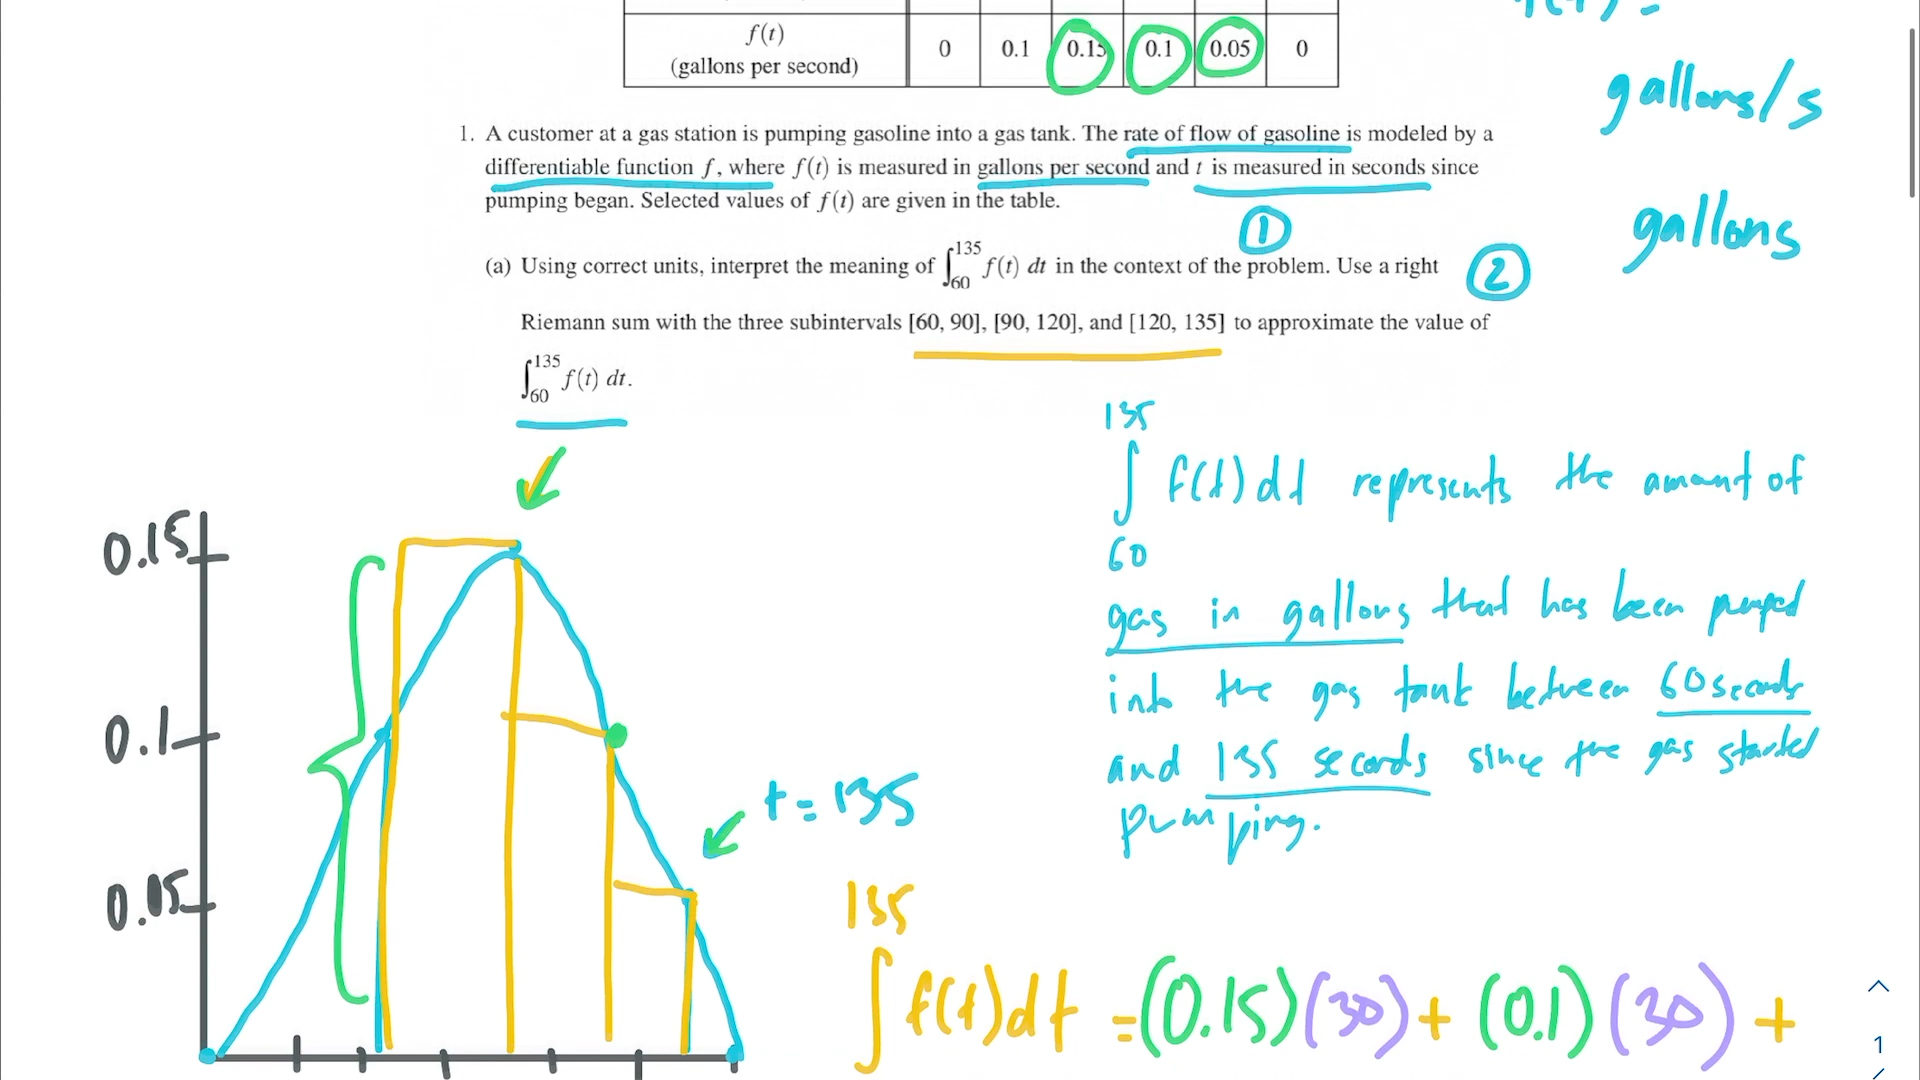 f(t)
(gallons per second)
0 0.1 0.15 0.1 0.05 0
gallons/s
1. A customer at a gas station is pumping gasoline into a gas tank. The rate of flow of gasoline is modeled by a
differentiable function f, where f(t) is measured in gallons per second and t is measured in seconds since
pumping began. Selected values of f(t) are given in the table.
gallons
①
(a) Using correct units, interpret the meaning of ∫₆₀¹³⁵ f(t) dt in the context of the problem. Use a right
②
Riemann sum with the three subintervals [60, 90], [90, 120], and [120, 135] to approximate the value of
∫₆₀¹³⁵ f(t) dt.
∫₆₀¹³⁵ f(t)dt represents the amount of
gas in gallons that has been pumped
into the gas tank between 60 seconds
and 135 seconds since the gas started
pumping.
0.15
0.1
0.05
t = 135
135
∫ f(t)dt = (0.15)(30) + (0.1)(30) +
1